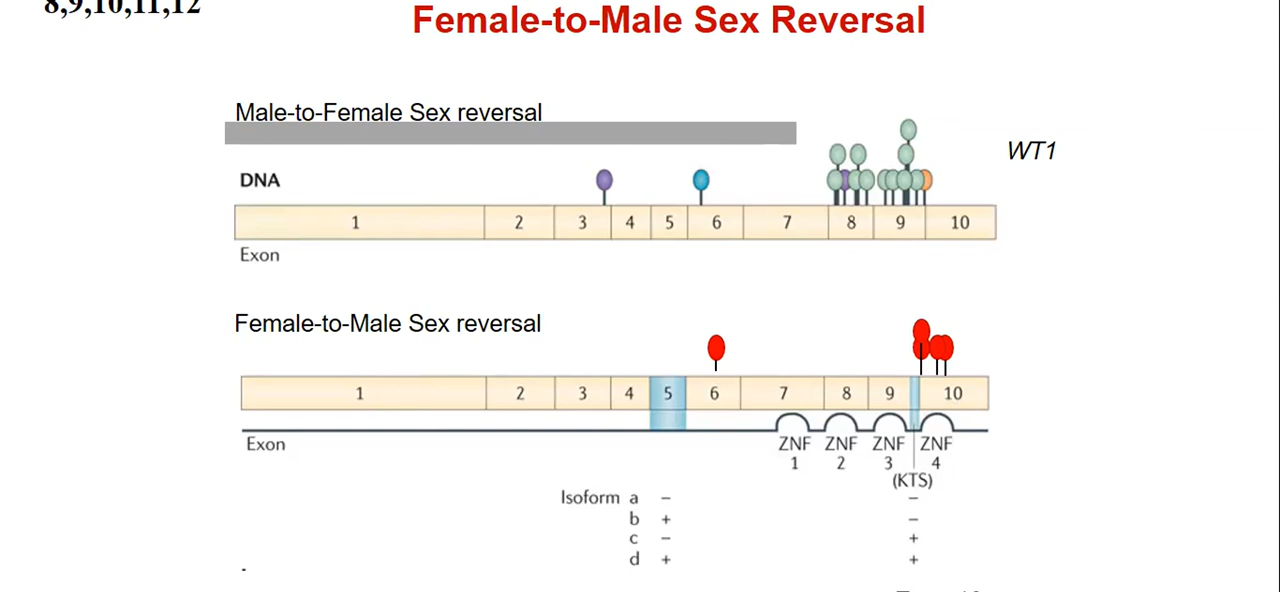 8,9,10,11,12
Female-to-Male Sex Reversal
Male-to-Female Sex reversal
WT1
DNA
1 2 3 4 5 6 7 8 9 10
Exon
Female-to-Male Sex reversal
1 2 3 4 5 6 7 8 9 10
Exon
ZNF ZNF ZNF ZNF
1 2 3 4
(KTS)
Isoform a − −
b + −
c − +
d + +